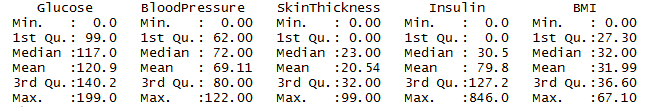 Glucose BloodPressure SkinThickness Insulin BMI
Min. : 0.0 Min. : 0.00 Min. : 0.00 Min. : 0.0 Min. : 0.00
1st Qu.: 99.0 1st Qu.: 62.00 1st Qu.: 0.00 1st Qu.: 0.0 1st Qu.:27.30
Median :117.0 Median : 72.00 Median :23.00 Median : 30.5 Median :32.00
Mean :120.9 Mean : 69.11 Mean :20.54 Mean : 79.8 Mean :31.99
3rd Qu.:140.2 3rd Qu.: 80.00 3rd Qu.:32.00 3rd Qu.:127.2 3rd Qu.:36.60
Max. :199.0 Max. :122.00 Max. :99.00 Max. :846.0 Max. :67.10